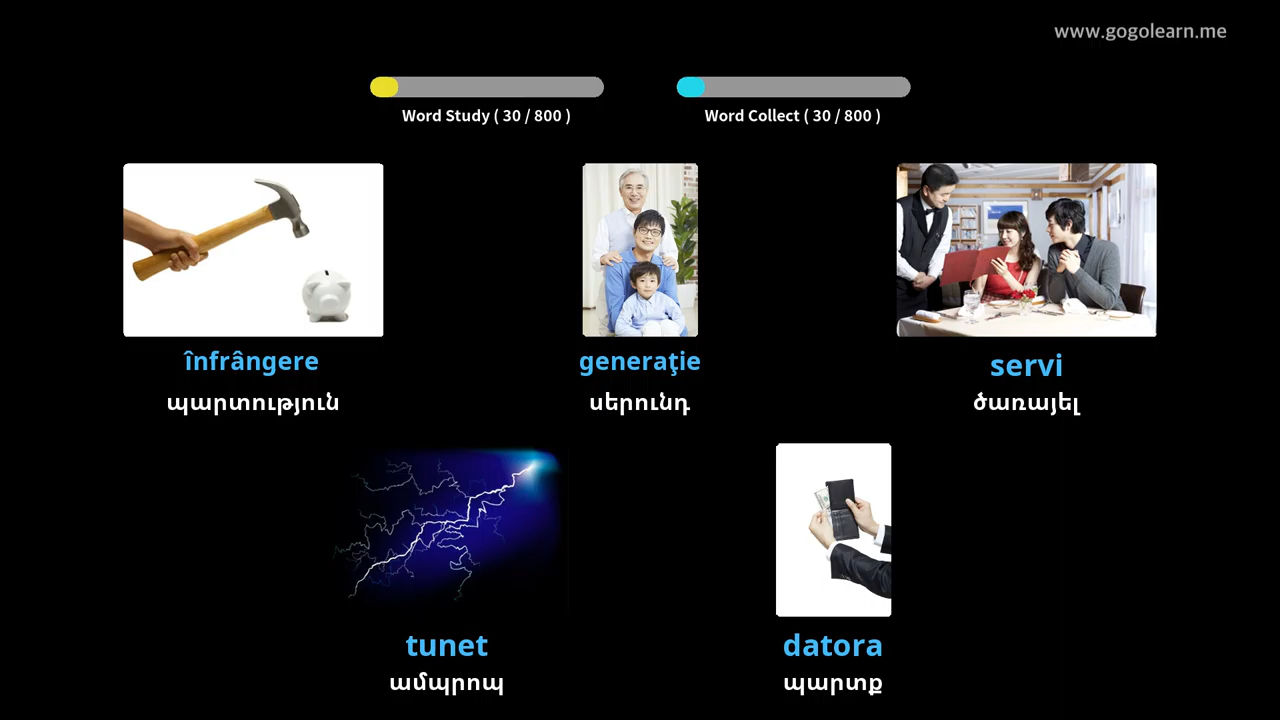 www.gogolearn.me
Word Study ( 30 / 800 )
Word Collect ( 30 / 800 )
înfrângere
generaţie
servi
պարտություն
սերունդ
ծառայել
tunet
datora
ամպրոպ
պարտք